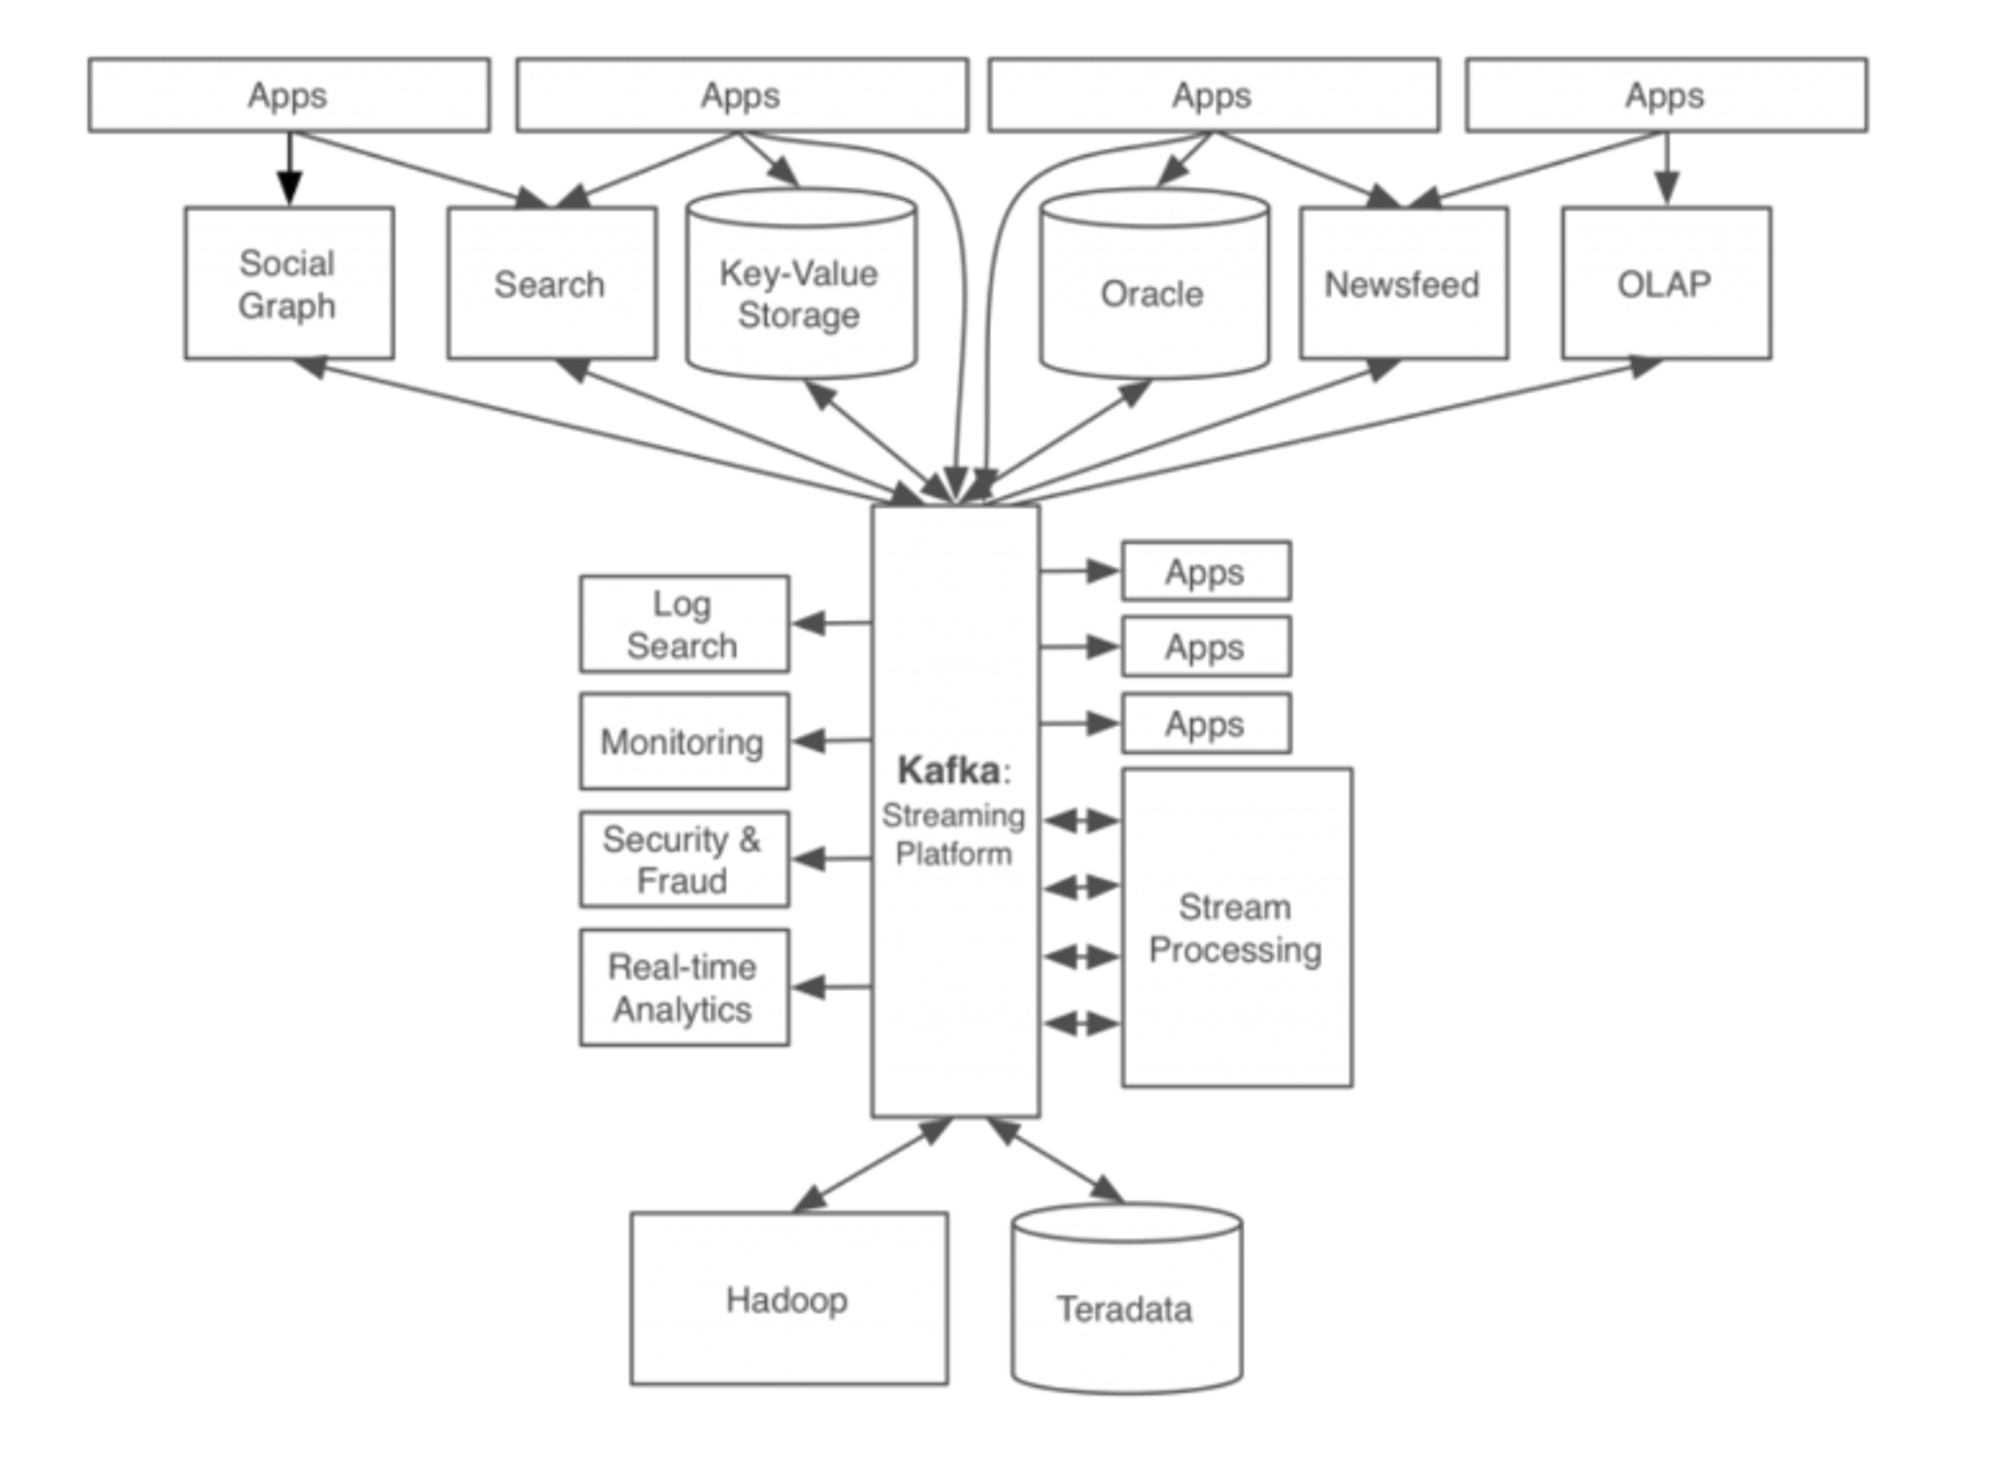 Apps
Apps
Apps
Apps
Social
Graph
Search
Key-Value
Storage
Oracle
Newsfeed
OLAP
Log
Search
Monitoring
Security &
Fraud
Real-time
Analytics
Kafka:
Streaming
Platform
Apps
Apps
Apps
Stream
Processing
Hadoop
Teradata